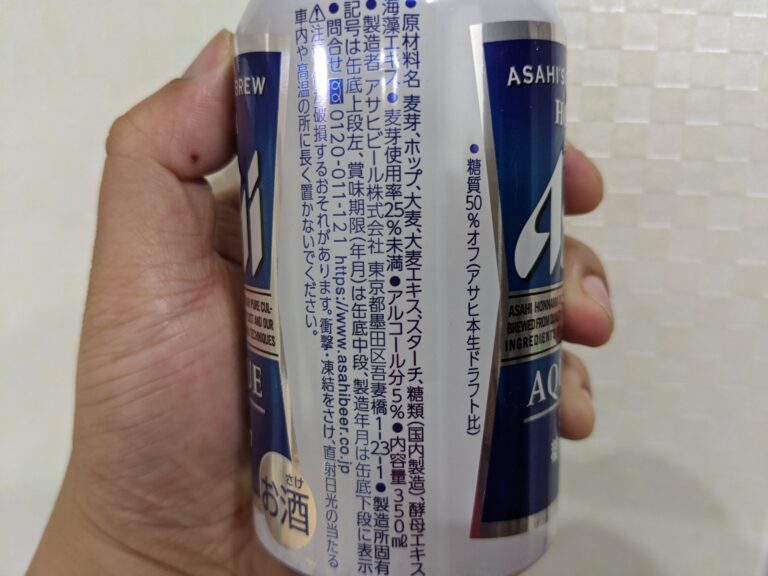 ●糖質50%オフ(アサヒ本生ドラフト比)
●原材料名 麦芽、ホップ、大麦、大麦エキス、スターチ、糖類(国内製造)、酵母エキス
海藻エキス●麦芽使用率25%未満●アルコール分5%●内容量350㎖
●製造者 アサヒビール株式会社 東京都墨田区吾妻橋1-23-1●製造所固有
記号は缶底上段左、賞味期限(年月)は缶底中段、製造年月は缶底下段に表示
●問合せ 0120-011-121 https://www.asahibeer.co.jp
破損するおそれがあります。衝撃・凍結をさけ、直射日光の当たる
車内や高温の所に長く置かないでください。
さけ
お酒
BREW
TECHNIQUES
ASAHI'S
ASAHI HONNAMA
BREWED FROM
INGREDIENTS
AQ